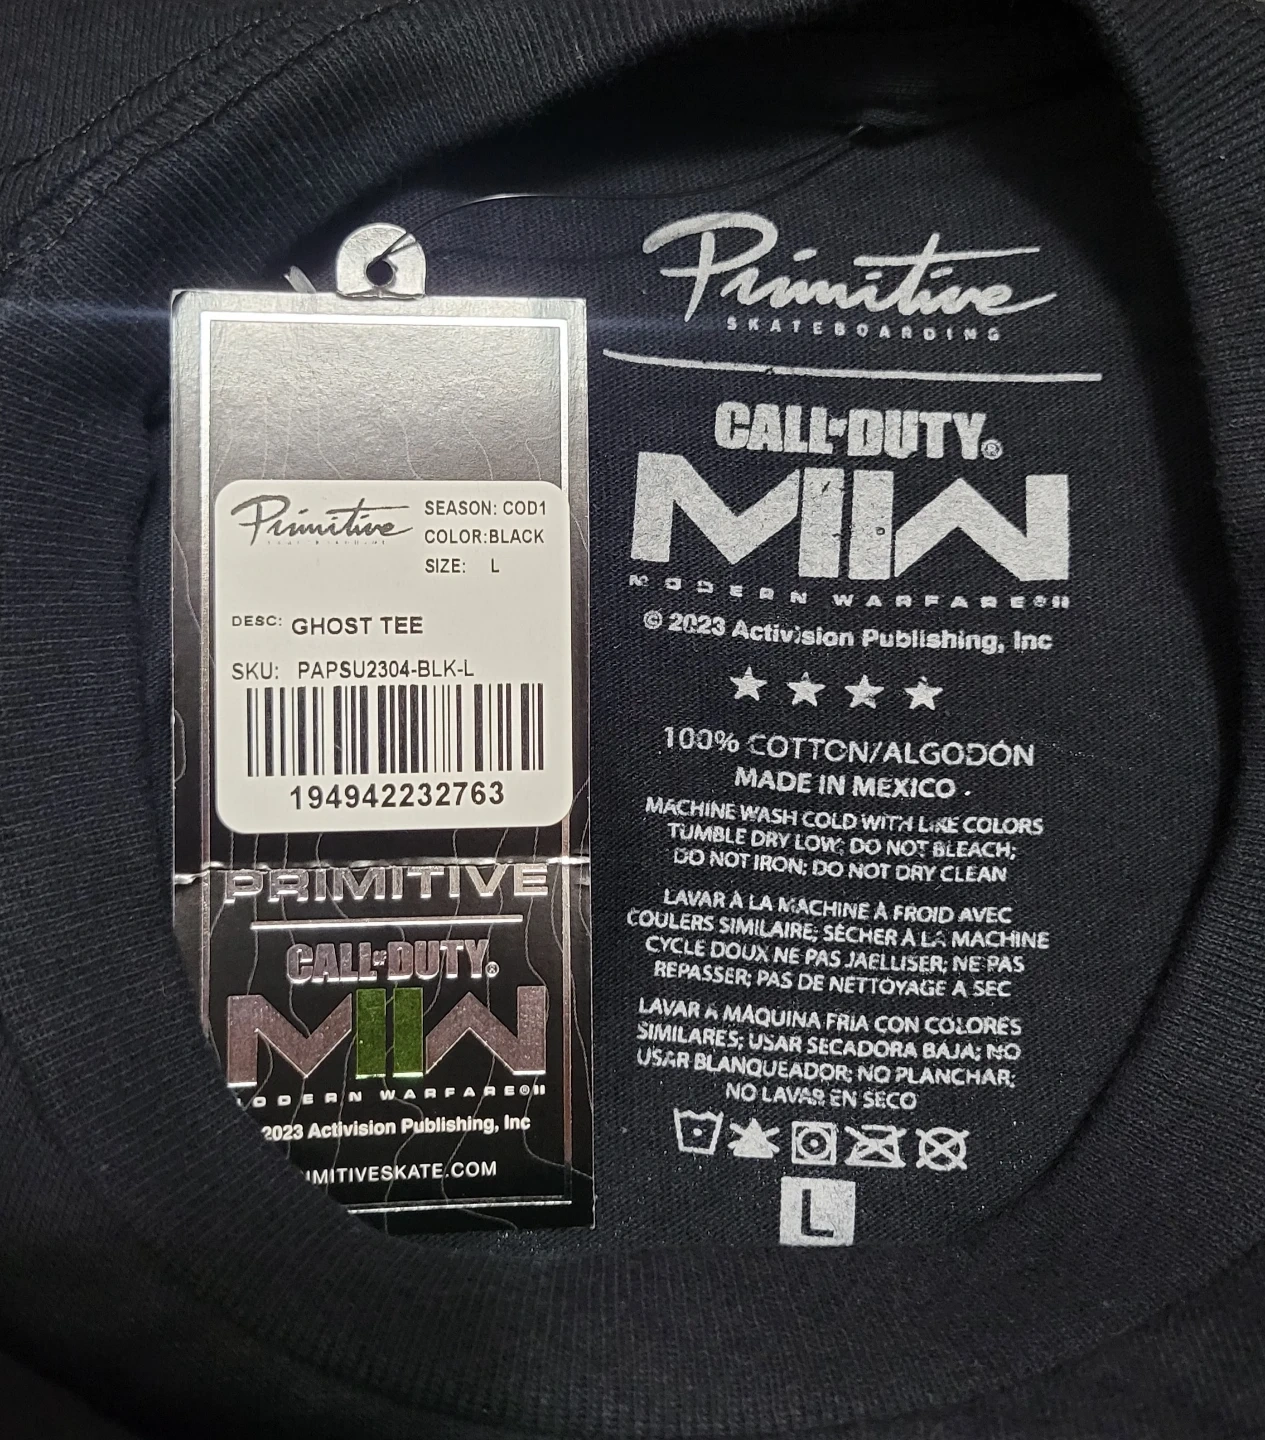 Primitive
SEASON: COD1
COLOR:BLACK
SIZE: L
DESC: GHOST TEE
SKU: PAPSU2304-BLK-L
194942232763
PRIMITIVE
CALL OF DUTY®
MIIW
MODERN WARFARE®II
2023 Activision Publishing, Inc
IMITIVESKATE.COM
Primitive
SKATEBOARDING
CALL OF DUTY®
MIIW
MODERN WARFARE®II
© 2023 Activision Publishing, Inc
100% COTTON/ALGODÓN
MADE IN MEXICO .
MACHINE WASH COLD WITH LIKE COLORS
TUMBLE DRY LOW; DO NOT BLEACH;
DO NOT IRON; DO NOT DRY CLEAN
LAVAR À LA MACHINE À FROID AVEC
COULERS SIMILAIRE; SÉCHER À LA MACHINE
CYCLE DOUX NE PAS JAELLISER; NE PAS
REPASSER; PAS DE NETTOYAGE A SEC
LAVAR A MAQUINA FRIA CON COLORES
SIMILARES; USAR SECADORA BAJA; NO
USAR BLANQUEADOR; NO PLANCHAR;
NO LAVAR EN SECO
L